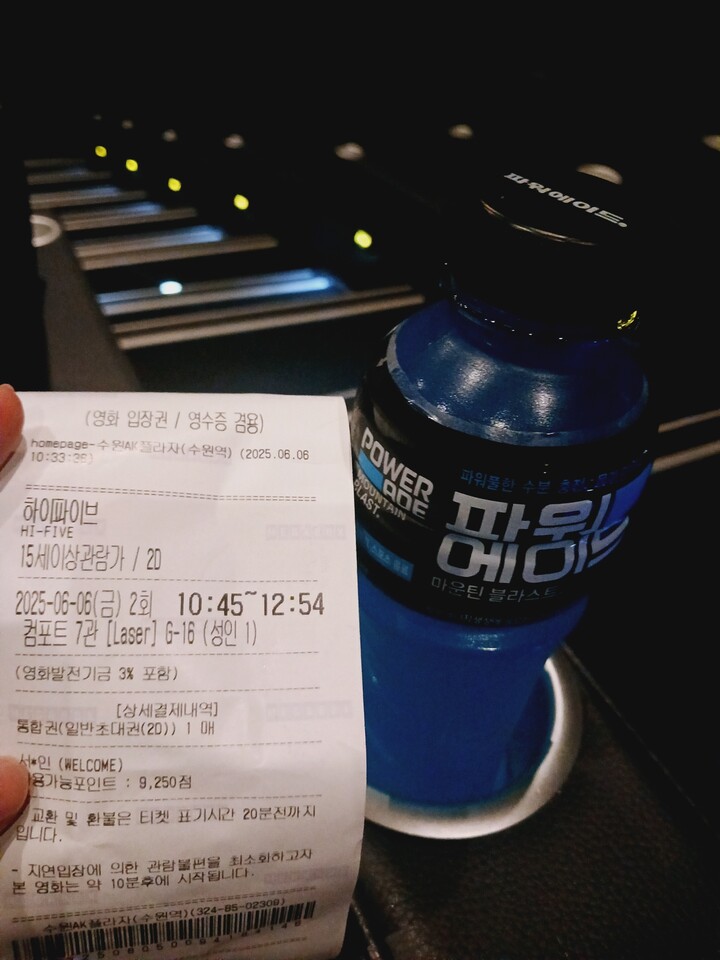 (영화 입장권 / 영수증 겸용)
homepage-수원AK플라자(수원역) (2025.06.06
10:33:38)
하이파이브
HI-FIVE
15세이상관람가 / 2D
2025-06-06(금) 2회 10:45~12:54
컴포트 7관 [Laser] G-16 (성인 1)
(영화발전기금 3% 포함)
[상세결제내역]
통합권(일반초대권(2D)) 1 매
서*인 (WELCOME)
사용가능포인트 : 9,250점
교환 및 환불은 티켓 표기시간 20분전까지
입니다.
- 지연입장에 의한 관람불편을 최소화하고자
본 영화는 약 10분후에 시작됩니다.
수원AK플라자(수원역)(324-85-02309)
파워에이드
POWER
ADE
MOUNTAIN
BLAST
파워풀한 수분 충전
파워
에이드
마운틴 블라스트